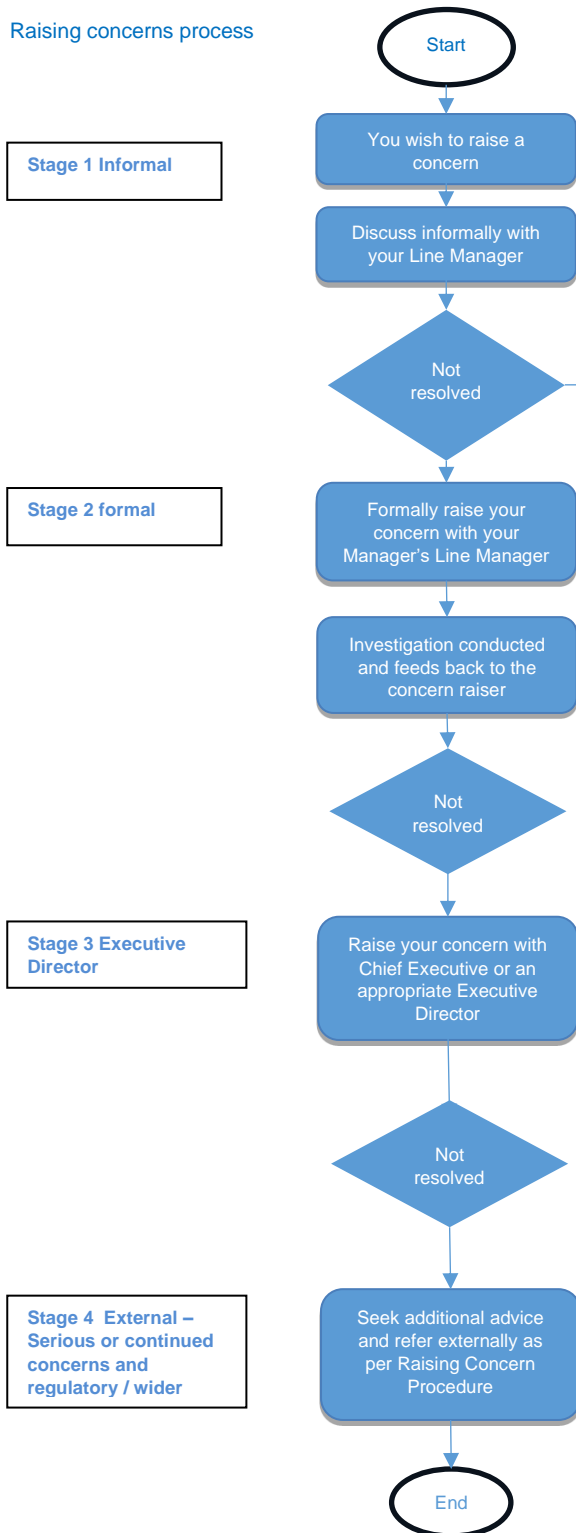 Raising concerns process
Start
You wish to raise a
concern
Stage 1 Informal
Discuss informally with
your Line Manager
Not
resolved
Stage 2 formal
Formally raise your
concern with your
Manager's Line Manager
Investigation conducted
and feeds back to the
concern raiser
Not
resolved
Stage 3 Executive
Director
Raise your concern with
Chief Executive or an
appropriate Executive
Director
Not
resolved
Stage 4  External –
Serious or continued
concerns and
regulatory / wider
Seek additional advice
and refer externally as
per Raising Concern
Procedure
End